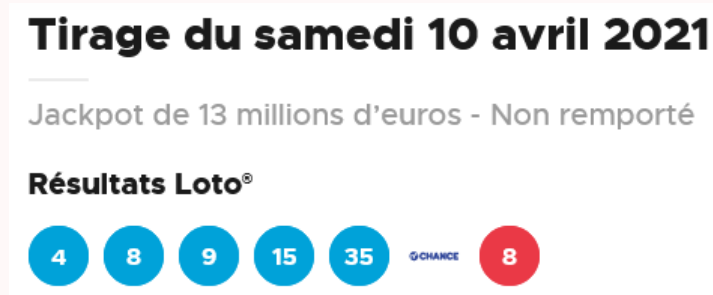 Tirage du samedi 10 avril 2021
Jackpot de 13 millions d'euros - Non remporté
Résultats Loto®
4 8 9 15 35 CHANCE 8